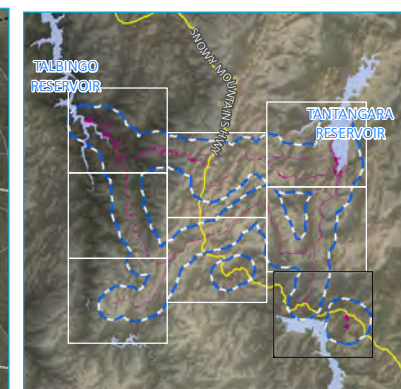 SNOWY MOUNTAINS HWY
TALBINGO
RESERVOIR
TANTANGARA
RESERVOIR